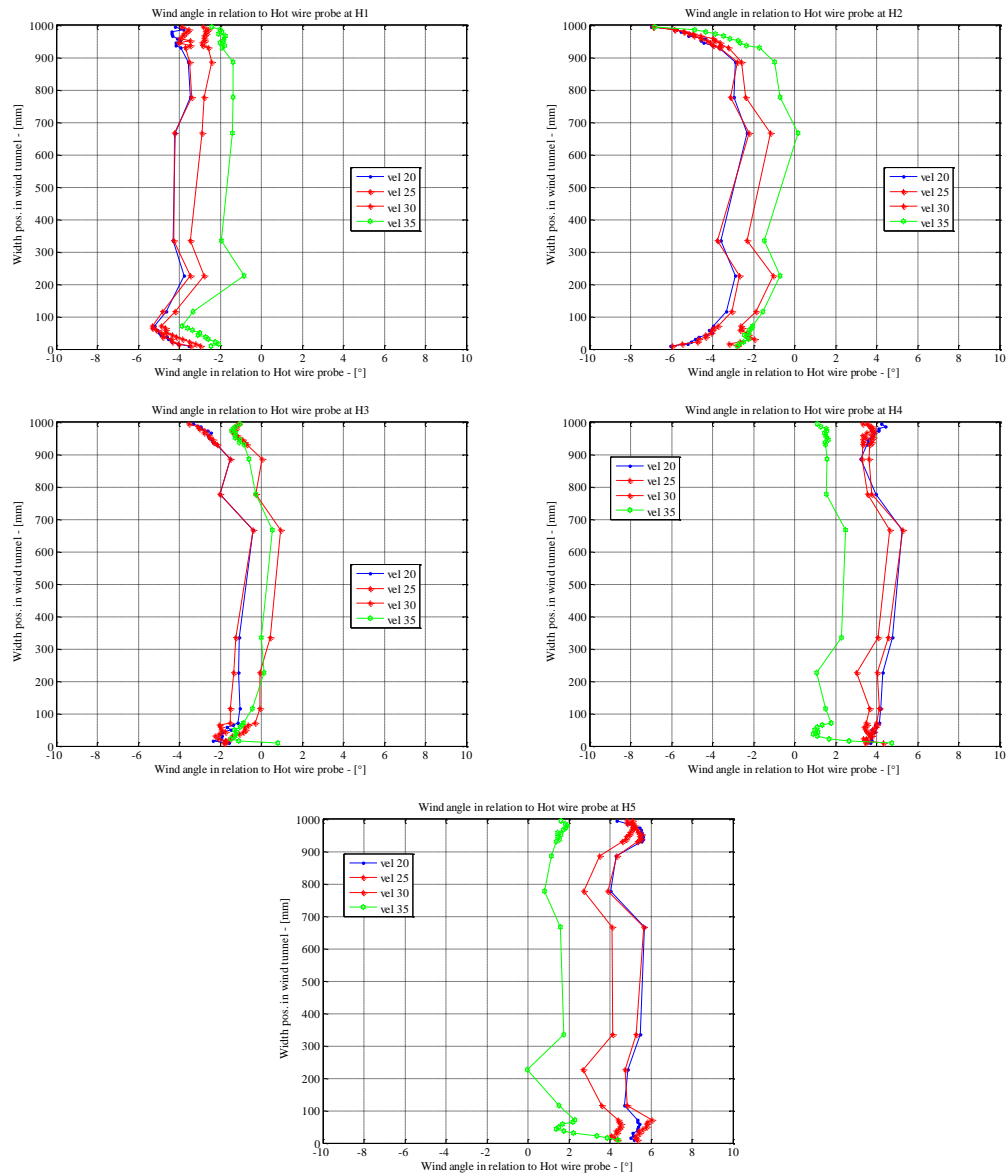 Wind angle in relation to Hot wire probe at H1
1000
900
800
700
600
500
400
300
200
100
0
Width pos. in wind tunnel - [mm]
vel 20
vel 25
vel 30
vel 35
-10 -8 -6 -4 -2 0 2 4 6 8 10
Wind angle in relation to Hot wire probe - [°]
Wind angle in relation to Hot wire probe at H2
1000
900
800
700
600
500
400
300
200
100
0
Width pos. in wind tunnel - [mm]
vel 20
vel 25
vel 30
vel 35
-10 -8 -6 -4 -2 0 2 4 6 8 10
Wind angle in relation to Hot wire probe - [°]
Wind angle in relation to Hot wire probe at H3
1000
900
800
700
600
500
400
300
200
100
0
Width pos. in wind tunnel - [mm]
vel 20
vel 25
vel 30
vel 35
-10 -8 -6 -4 -2 0 2 4 6 8 10
Wind angle in relation to Hot wire probe - [°]
Wind angle in relation to Hot wire probe at H4
1000
900
800
700
600
500
400
300
200
100
0
Width pos. in wind tunnel - [mm]
vel 20
vel 25
vel 30
vel 35
-10 -8 -6 -4 -2 0 2 4 6 8 10
Wind angle in relation to Hot wire probe - [°]
Wind angle in relation to Hot wire probe at H5
1000
900
800
700
600
500
400
300
200
100
0
Width pos. in wind tunnel - [mm]
vel 20
vel 25
vel 30
vel 35
-10 -8 -6 -4 -2 0 2 4 6 8 10
Wind angle in relation to Hot wire probe - [°]